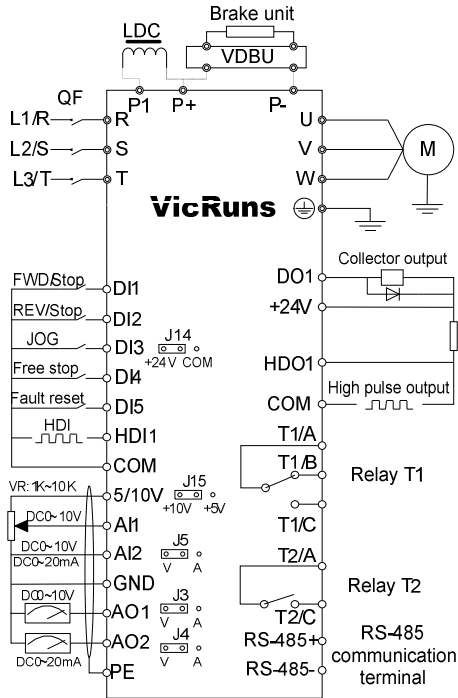 Brake unit
LDC
VDBU
QF
P1 P+ P-
L1/R R U
L2/S S V M
L3/T T W
VicRuns
FWD/Stop DI1 DO1 Collector output
REV/Stop DI2 +24V
JOG DI3 J14
+24V COM
HDO1
Free stop DI4
Fault reset DI5 COM High pulse output
HDI HDI1 T1/A
COM T1/B Relay T1
VR: 1K~10K 5/10V J15
+10V +5V
DC0~10V AI1 T1/C
DC0~10V AI2 J5 T2/A
DC0~20mA V A
GND Relay T2
DC0~10V AO1 J3 T2/C
V A
AO2 J4 RS-485+ RS-485
DC0~20mA V A communication
PE RS-485- terminal